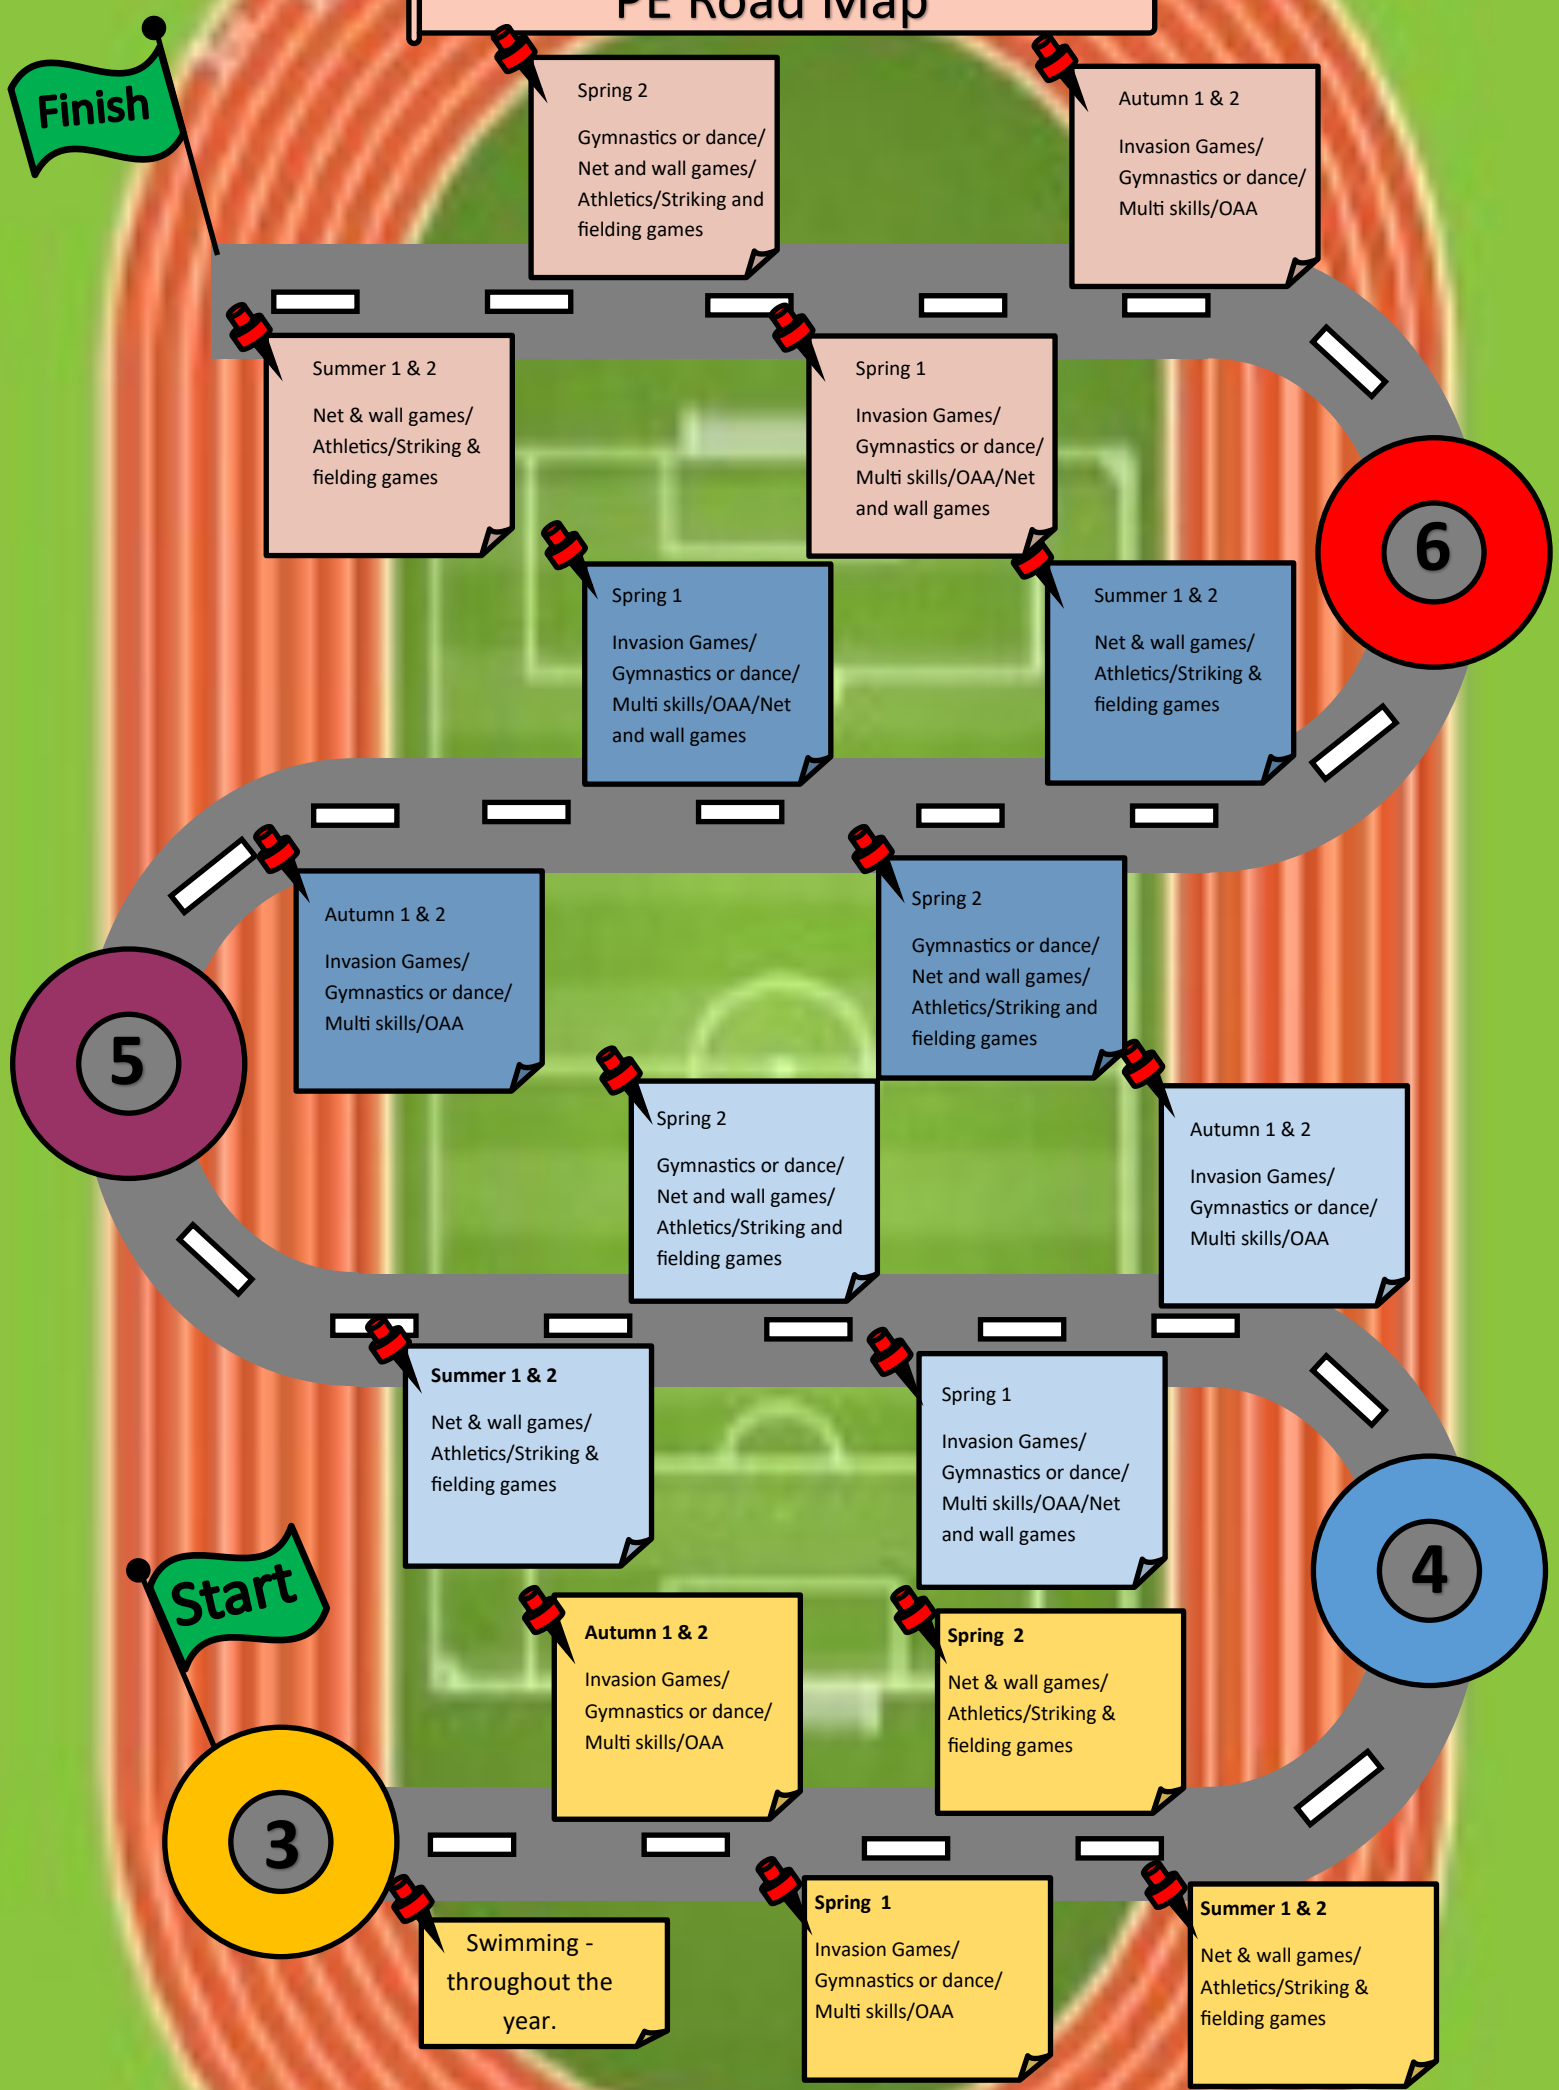 PE Road Map
Finish
Spring 2
Gymnastics or dance/
Net and wall games/
Athletics/Striking and
fielding games
Autumn 1 & 2
Invasion Games/
Gymnastics or dance/
Multi skills/OAA
Summer 1 & 2
Net & wall games/
Athletics/Striking &
fielding games
Spring 1
Invasion Games/
Gymnastics or dance/
Multi skills/OAA/Net
and wall games
6
Spring 1
Invasion Games/
Gymnastics or dance/
Multi skills/OAA/Net
and wall games
Summer 1 & 2
Net & wall games/
Athletics/Striking &
fielding games
Autumn 1 & 2
Invasion Games/
Gymnastics or dance/
Multi skills/OAA
Spring 2
Gymnastics or dance/
Net and wall games/
Athletics/Striking and
fielding games
5
Spring 2
Gymnastics or dance/
Net and wall games/
Athletics/Striking and
fielding games
Autumn 1 & 2
Invasion Games/
Gymnastics or dance/
Multi skills/OAA
Summer 1 & 2
Net & wall games/
Athletics/Striking &
fielding games
Spring 1
Invasion Games/
Gymnastics or dance/
Multi skills/OAA/Net
and wall games
4
Start
Autumn 1 & 2
Invasion Games/
Gymnastics or dance/
Multi skills/OAA
Spring 2
Net & wall games/
Athletics/Striking &
fielding games
3
Swimming -
throughout the
year.
Spring 1
Invasion Games/
Gymnastics or dance/
Multi skills/OAA
Summer 1 & 2
Net & wall games/
Athletics/Striking &
fielding games